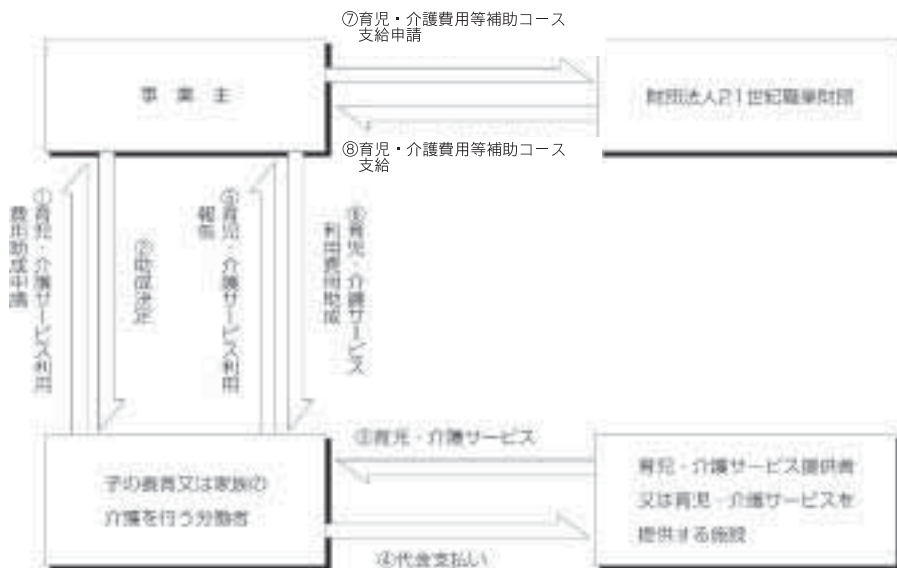 ⑦育児・介護費用等補助コース
支給申請
事業主
財団法人21世紀職業財団
⑧育児・介護費用等補助コース
支給
①育児・介護サービス利用
費用助成申請
②助成決定
⑤育児・介護サービス利用
報告
⑥育児・介護サービス
利用費用助成
③育児・介護サービス
子の養育又は家族の
介護を行う労働者
育児・介護サービス提供者
又は育児・介護サービスを
提供する施設
④代金支払い